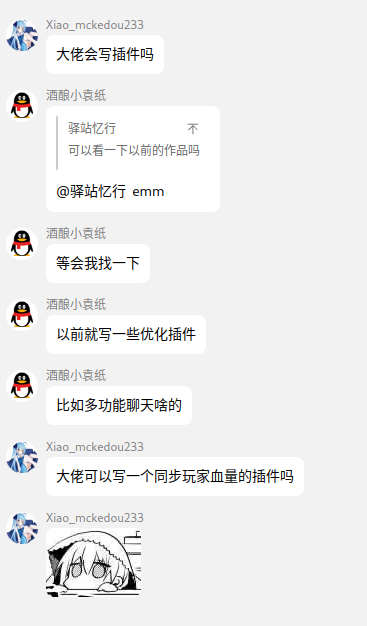 Xiao_mckedou233
大佬会写插件吗
酒酿小袁纸
驿站忆行 不
可以看一下以前的作品吗
@驿站忆行 emm
酒酿小袁纸
等会我找一下
酒酿小袁纸
以前就写一些优化插件
酒酿小袁纸
比如多功能聊天啥的
Xiao_mckedou233
大佬可以写一个同步玩家血量的插件吗
Xiao_mckedou233